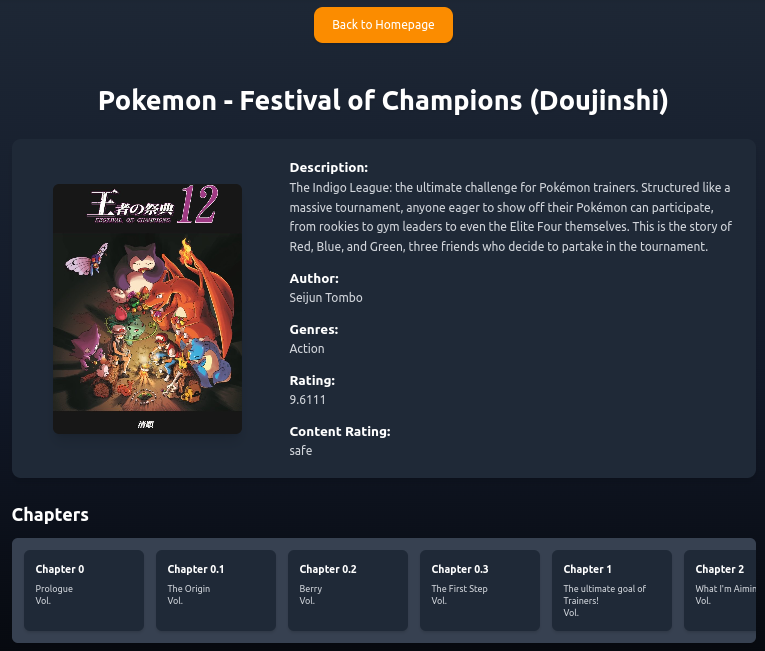 Back to Homepage
Pokemon - Festival of Champions (Doujinshi)
王者の祭典 12
FESTIVAL OF CHAMPIONS
Description:
The Indigo League: the ultimate challenge for Pokémon trainers. Structured like a
massive tournament, anyone eager to show off their Pokémon can participate,
from rookies to gym leaders to even the Elite Four themselves. This is the story of
Red, Blue, and Green, three friends who decide to partake in the tournament.
Author:
Seijun Tombo
Genres:
Action
Rating:
9.6111
Content Rating:
safe
Chapters
Chapter 0
Prologue
Vol.
Chapter 0.1
The Origin
Vol.
Chapter 0.2
Berry
Vol.
Chapter 0.3
The First Step
Vol.
Chapter 1
The ultimate goal of
Trainers!
Vol.
Chapter 2
What I'm Aimin
Vol.